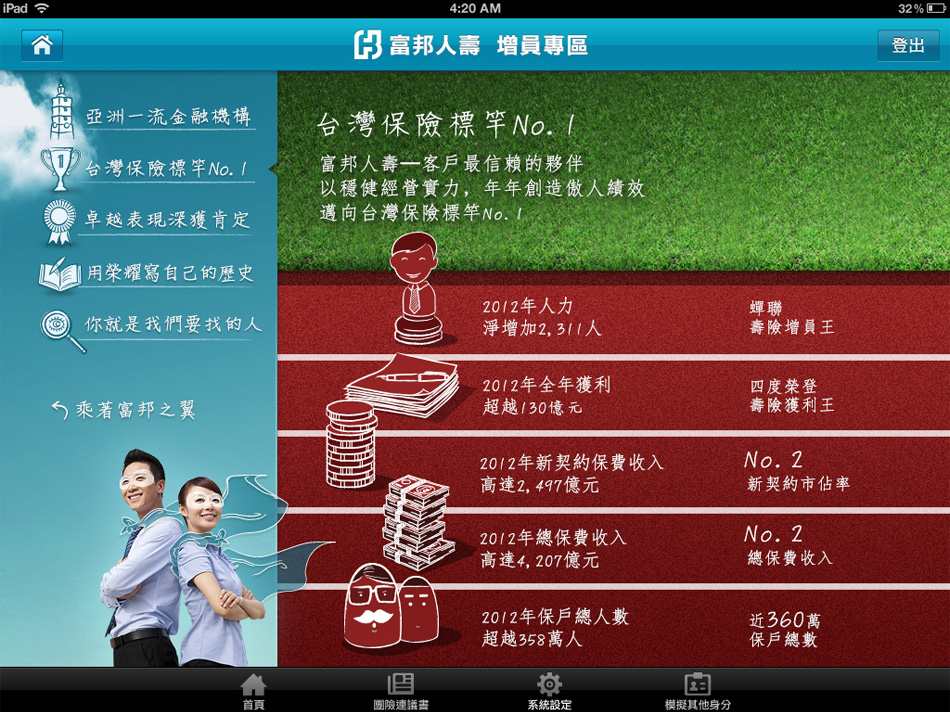 iPad
4:20 AM
32%
富邦人壽 增員專區
登出
亞洲一流金融機構
台灣保險標竿No.1
卓越表現深獲肯定
用榮耀寫自己的歷史
你就是我們要找的人
乘著富邦之翼
台灣保險標竿No.1
富邦人壽—客戶最信賴的夥伴
以穩健經營實力，年年創造傲人績效
邁向台灣保險標竿No.1
2012年人力
淨增加2,311人
蟬聯
壽險增員王
2012年全年獲利
超越130億元
四度榮登
壽險獲利王
2012年新契約保費收入
高達2,497億元
No. 2
新契約市佔率
2012年總保費收入
高達4,207億元
No. 2
總保費收入
2012年保戶總人數
超越358萬人
近360萬
保戶總數
首頁
團險連議書
系統設定
模擬其他身分